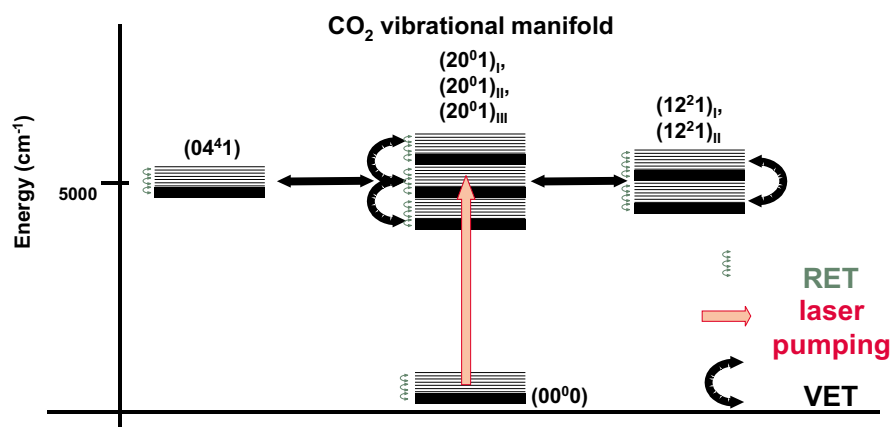 CO₂ vibrational manifold
(20⁰1)I,
(20⁰1)II,
(20⁰1)III
(12²1)I,
(12²1)II
(04⁴1)
Energy (cm⁻¹)
5000
RET
laser
pumping
(00⁰0)
VET